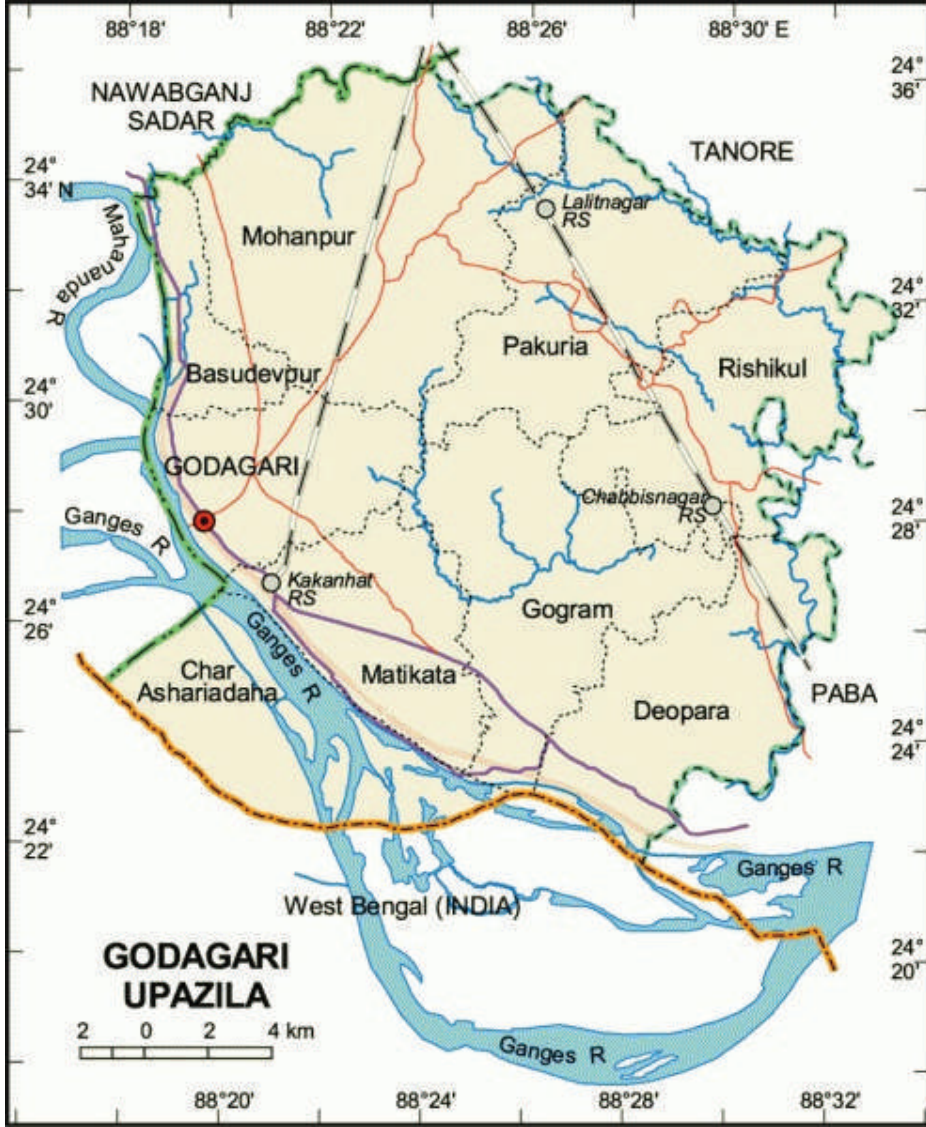 88°18' 88°22' 88°26' 88°30' E
24°
36'
NAWABGANJ
SADAR
TANORE
24°
34' N
Mahananda R
Lalitnagar
RS
Mohanpur
24°
32'
Pakuria
Rishikul
Basudevpur
24°
30'
GODAGARI
Chabbisnagar
RS
24°
28'
Ganges R
Kakanhat
RS
24°
26'
Gogram
Ganges R
Char
Ashariadaha
Matikata
Deopara
PABA
24°
24'
24°
22'
Ganges R
West Bengal (INDIA)
24°
20'
GODAGARI
UPAZILA
2 0 2 4 km
Ganges R
88°20' 88°24' 88°28' 88°32'